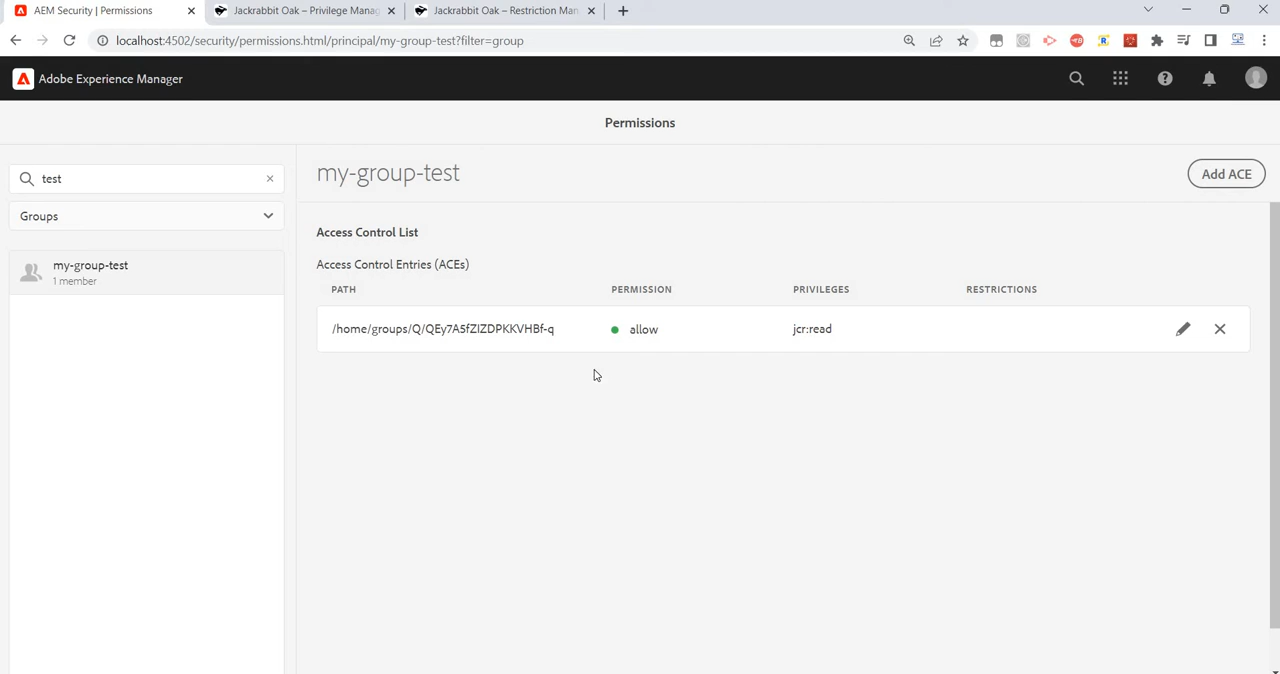 AEM Security | Permissions
Jackrabbit Oak – Privilege Manag
Jackrabbit Oak – Restriction Man
localhost:4502/security/permissions.html/principal/my-group-test?filter=group
Adobe Experience Manager
Permissions
test
my-group-test
Add ACE
Groups
Access Control List
my-group-test
1 member
Access Control Entries (ACEs)
PATH PERMISSION PRIVILEGES RESTRICTIONS
/home/groups/Q/QEy7A5fZIZDPKKVHBf-q allow jcr:read